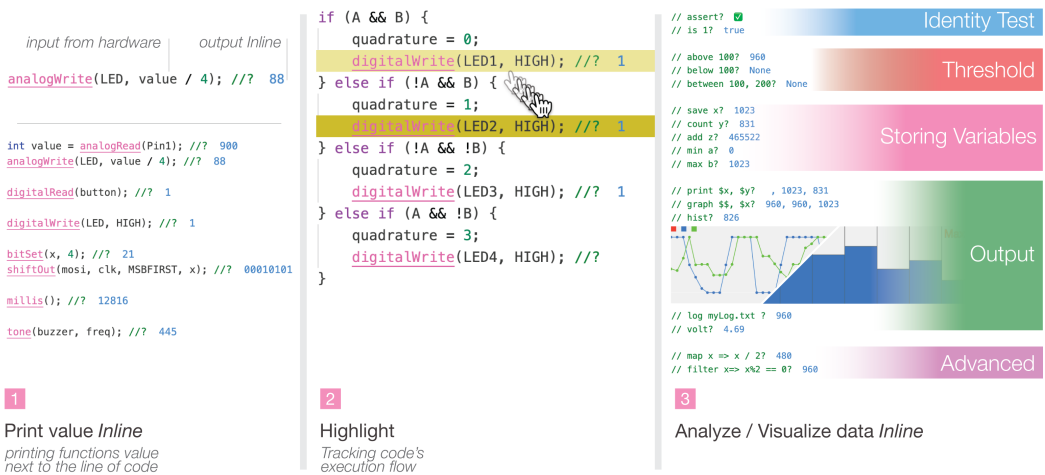 input from hardware
output Inline
analogWrite(LED, value / 4); //? 88
int value = analogRead(Pin1); //? 900
analogWrite(LED, value / 4); //? 88
digitalRead(button); //? 1
digitalWrite(LED, HIGH); //? 1
bitSet(x, 4); //? 21
shiftOut(mosi, clk, MSBFIRST, x); //? 00010101
millis(); //? 12816
tone(buzzer, freq); //? 445
1
Print value Inline
printing functions value
next to the line of code
if (A && B) {
quadrature = 0;
digitalWrite(LED1, HIGH); //? 1
} else if (!A && B) {
quadrature = 1;
digitalWrite(LED2, HIGH); //? 1
} else if (!A && !B) {
quadrature = 2;
digitalWrite(LED3, HIGH); //? 1
} else if (A && !B) {
quadrature = 3;
digitalWrite(LED4, HIGH); //?
}
2
Highlight
Tracking code's
execution flow
// assert? ✅
// is 1? true
Identity Test
// above 100? 960
// below 100? None
// between 100, 200? None
Threshold
// save x? 1023
// count y? 831
// add z? 465522
// min a? 0
// max b? 1023
Storing Variables
// print $x, $y? , 1023, 831
// graph $$, $x? 960, 960, 1023
// hist? 826
Output
// log myLog.txt ? 960
// volt? 4.69
// map x => x / 2? 480
// filter x=> x%2 == 0? 960
Advanced
3
Analyze / Visualize data Inline